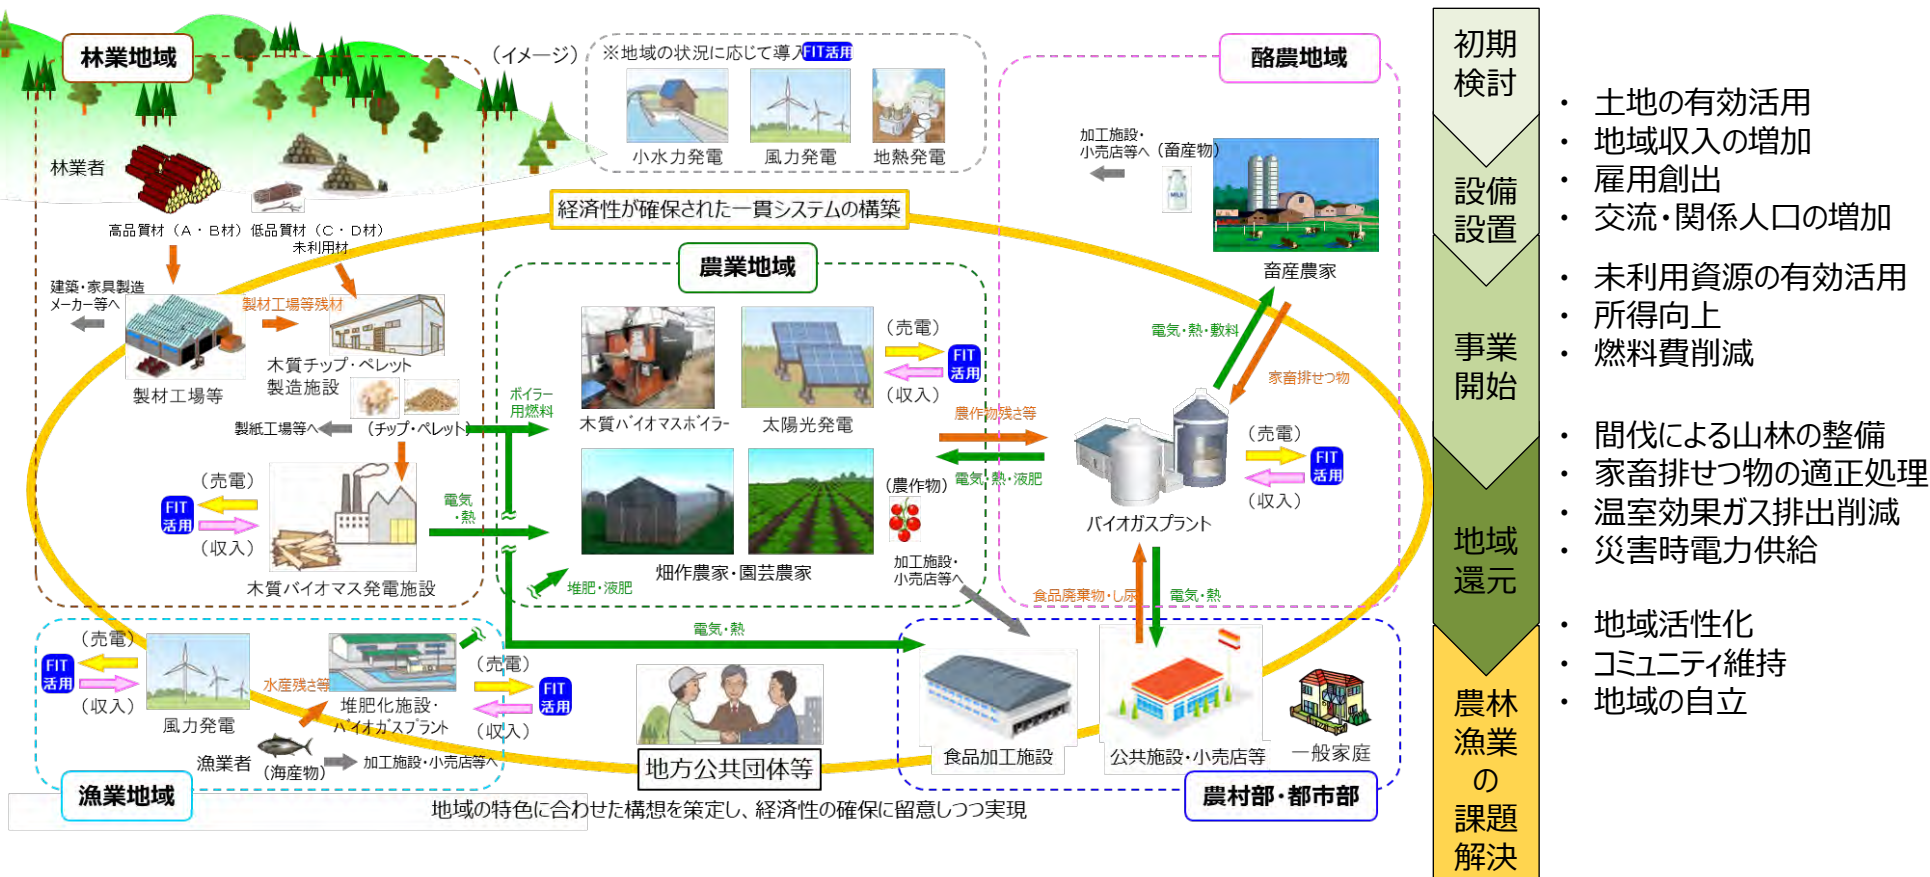 林業地域
(イメージ)
※地域の状況に応じて導入
FIT活用
小水力発電
風力発電
地熱発電
酪農地域
林業者
高品質材（A・B材）
低品質材（C・D材）
未利用材
経済性が確保された一貫システムの構築
加工施設・
小売店等へ
(畜産物)
MILK
畜産農家
建築・家具製造
メーカー等へ
製材工場等残材
製材工場等
木質チップ・ペレット
製造施設
製紙工場等へ
(チップ・ペレット)
(売電)
FIT
活用
(収入)
木質バイオマス発電施設
ボイラー
用燃料
電気
・熱
農業地域
木質バイオマスボイラー
太陽光発電
(売電)
FIT
活用
(収入)
畑作農家・園芸農家
(農作物)
加工施設・
小売店等へ
堆肥・液肥
農作物残さ等
電気・熱・液肥
電気・熱・敷料
家畜排せつ物
バイオガスプラント
(売電)
FIT
活用
(収入)
食品廃棄物・し尿
電気・熱
電気・熱
(売電)
FIT
活用
(収入)
風力発電
水産残さ等
堆肥化施設・
バイオガスプラント
(売電)
FIT
活用
(収入)
漁業者
(海産物)
加工施設・小売店等へ
漁業地域
地方公共団体等
食品加工施設
公共施設・小売店等
一般家庭
農村部・都市部
地域の特色に合わせた構想を策定し、経済性の確保に留意しつつ実現
初期
検討
設備
設置
事業
開始
地域
還元
農林
漁業
の
課題
解決
・ 土地の有効活用
・ 地域収入の増加
・ 雇用創出
・ 交流・関係人口の増加
・ 未利用資源の有効活用
・ 所得向上
・ 燃料費削減
・ 間伐による山林の整備
・ 家畜排せつ物の適正処理
・ 温室効果ガス排出削減
・ 災害時電力供給
・ 地域活性化
・ コミュニティ維持
・ 地域の自立